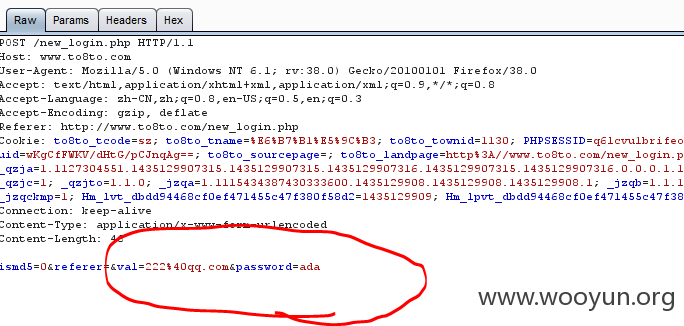 Raw Params Headers Hex
POST /new_login.php HTTP/1.1
Host: www.to8to.com
User-Agent: Mozilla/5.0 (Windows NT 6.1; rv:38.0) Gecko/20100101 Firefox/38.0
Accept: text/html,application/xhtml+xml,application/xml;q=0.9,*/*;q=0.8
Accept-Language: zh-CN,zh;q=0.8,en-US;q=0.5,en;q=0.3
Accept-Encoding: gzip, deflate
Referer: http://www.to8to.com/new_login.php
Cookie: to8to_tcode=sz; to8to_tname=%E6%B7%B1%E5%9C%B3; to8to_townid=1130; PHPSESSID=q6lcvulbrifeo
uid=wKgCfFWKV/dHtG/pCJnqAg==; to8to_sourcepage=; to8to_landpage=http%3A//www.to8to.com/new_login.p
_qzja=1.1127304551.1435129907315.1435129907315.1435129907316.1435129907315.1435129907316.0.0.0.1.1
_qzjc=1; _qzjto=1.1.0; _jzqa=1.1115434387430333600.1435129908.1435129908.1435129908.1; _jzqb=1.1.1
_jzqckmp=1; Hm_lvt_dbdd94468cf0ef471455c47f380f58d2=1435129909; Hm_lpvt_dbdd94468cf0ef471455c47f38
Connection: keep-alive
Content-Type: application/x-www-form-urlencoded
Content-Length:
ismd5=0&referer=&val=222%40qq.com&password=ada
www.wooyun.org